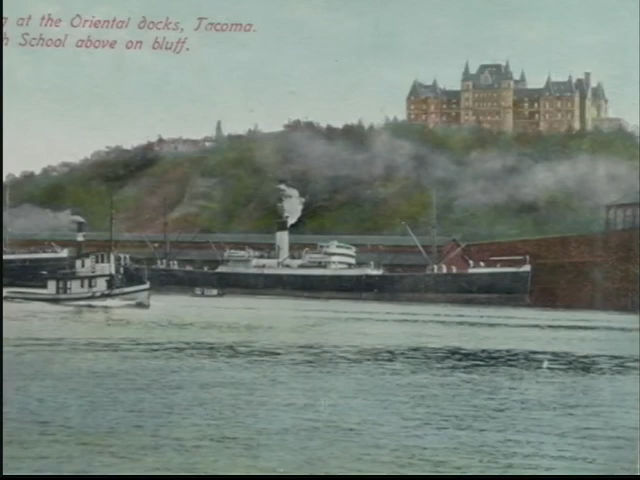 at the Oriental docks, Tacoma.
School above on bluff.